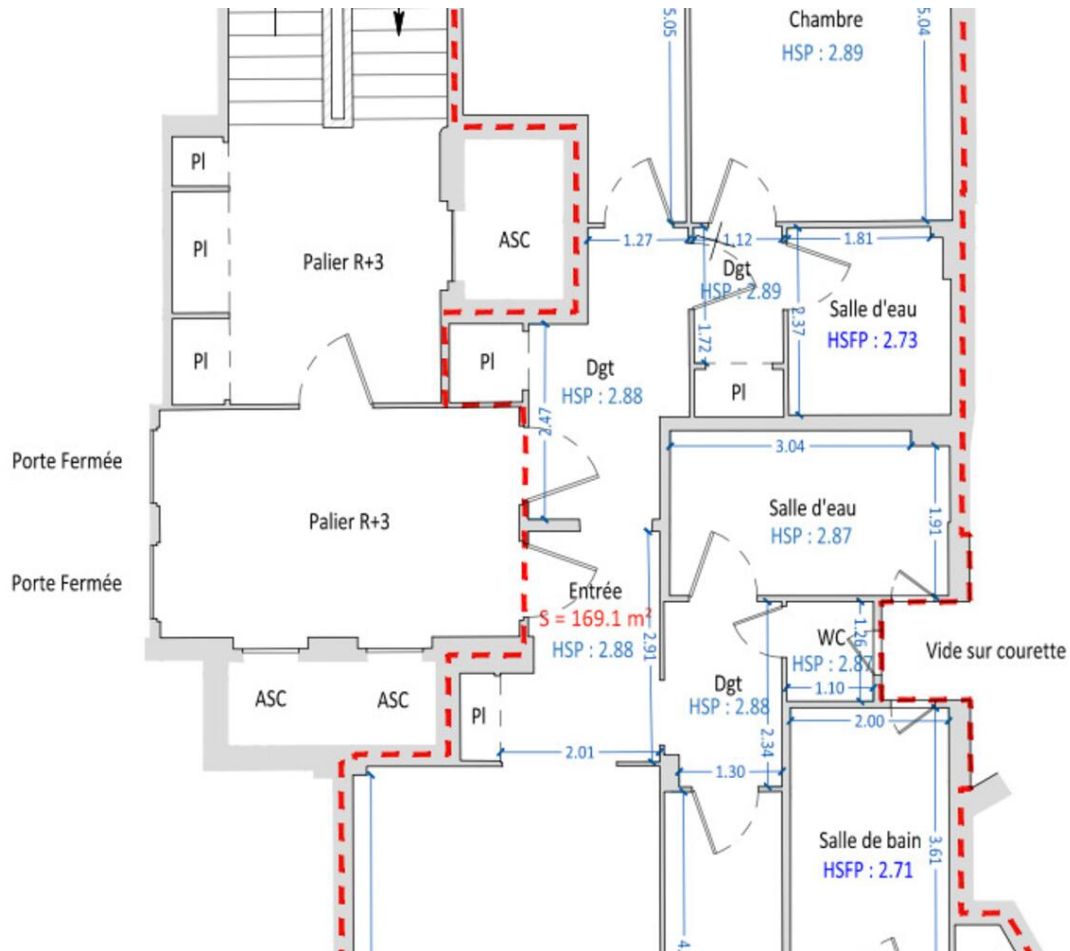 5.05
Chambre
HSP : 2.89
5.04
Pl
Pl
Palier R+3
ASC
1.27
1.12
1.81
Dgt
HSP : 2.89
Salle d'eau
HSFP : 2.73
2.37
1.72
Pl
Pl
Dgt
HSP : 2.88
Pl
2.47
Porte Fermée
3.04
Palier R+3
Salle d'eau
HSP : 2.87
1.91
Porte Fermée
Entrée
S = 169.1 m²
HSP : 2.88
2.91
WC
HSP : 2.87
1.26
1.10
Vide sur courette
ASC
ASC
Pl
Dgt
HSP : 2.88
2.34
2.00
2.01
1.30
Salle de bain
HSFP : 2.71
3.61
4.